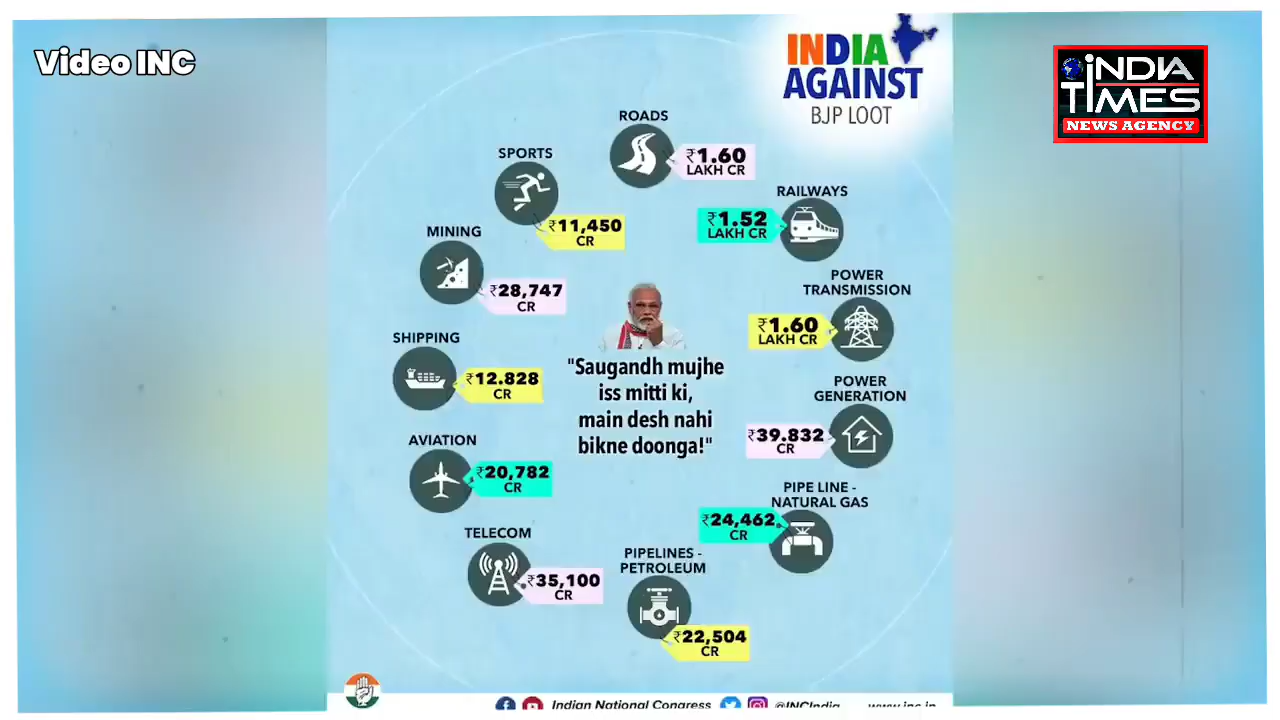 Video INC
INDIA
AGAINST
BJP LOOT
INDIA
TIMES
NEWS AGENCY
ROADS
₹1.60
LAKH CR
SPORTS
₹11,450
CR
RAILWAYS
₹1.52
LAKH CR
MINING
₹28,747
CR
POWER
TRANSMISSION
₹1.60
LAKH CR
SHIPPING
₹12.828
CR
"Saugandh mujhe
iss mitti ki,
main desh nahi
bikne doonga!"
POWER
GENERATION
₹39.832
CR
AVIATION
₹20,782
CR
PIPE LINE -
NATURAL GAS
₹24,462
CR
TELECOM
₹35,100
CR
PIPELINES -
PETROLEUM
₹22,504
CR
Indian National Congress
@INCIndia
www.inc.in